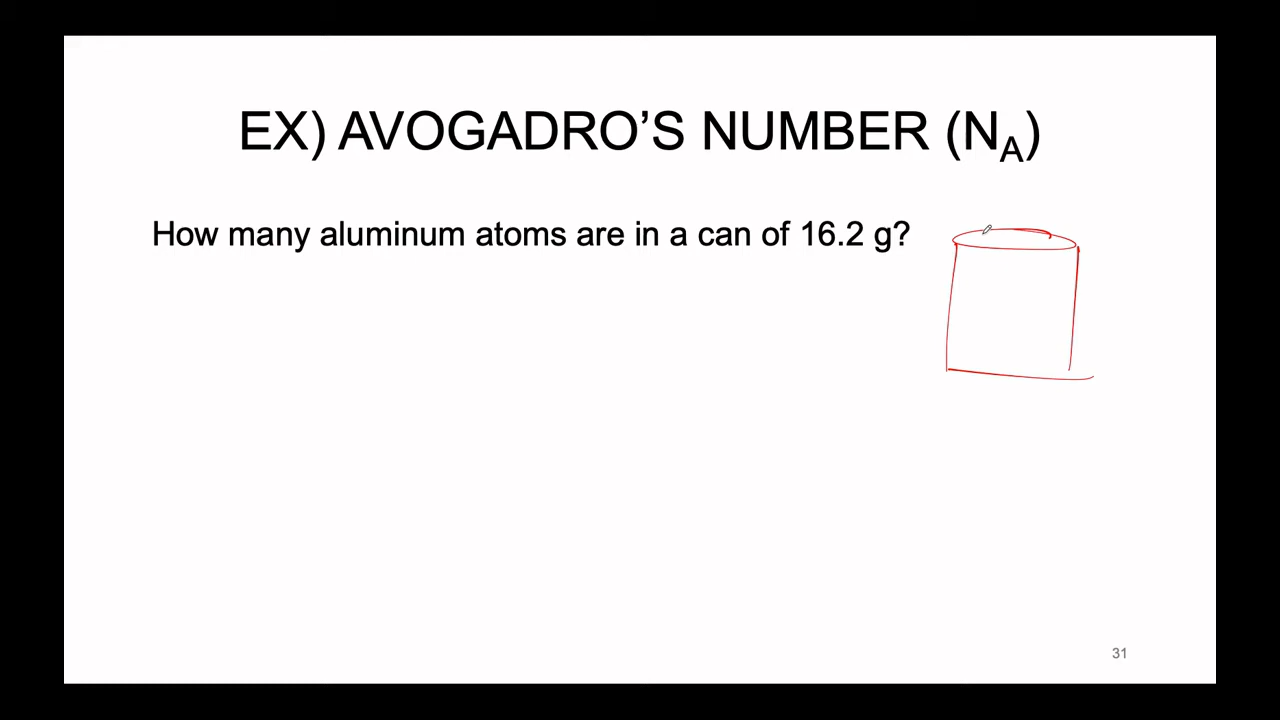 EX) AVOGADRO’S NUMBER (NA)
How many aluminum atoms are in a can of 16.2 g?
31